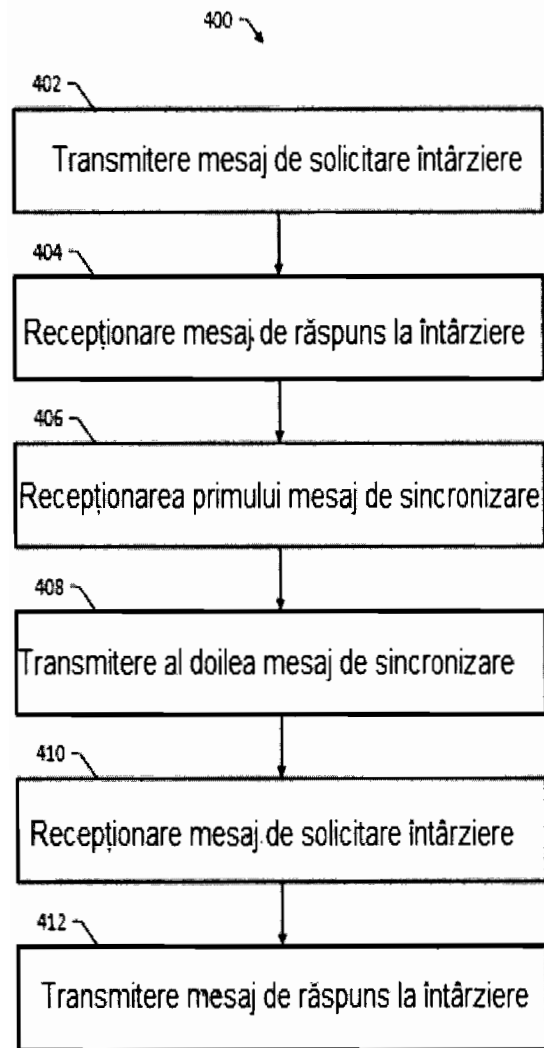 400
402
Transmitere mesaj de solicitare întârziere
404
Recepționare mesaj de răspuns la întârziere
406
Recepționarea primului mesaj de sincronizare
408
Transmitere al doilea mesaj de sincronizare
410
Recepționare mesaj de solicitare întârziere
412
Transmitere mesaj de răspuns la întârziere